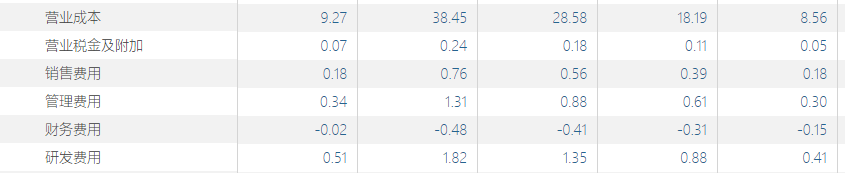 营业成本 9.27 38.45 28.58 18.19 8.56
营业税金及附加 0.07 0.24 0.18 0.11 0.05
销售费用 0.18 0.76 0.56 0.39 0.18
管理费用 0.34 1.31 0.88 0.61 0.30
财务费用 -0.02 -0.48 -0.41 -0.31 -0.15
研发费用 0.51 1.82 1.35 0.88 0.41